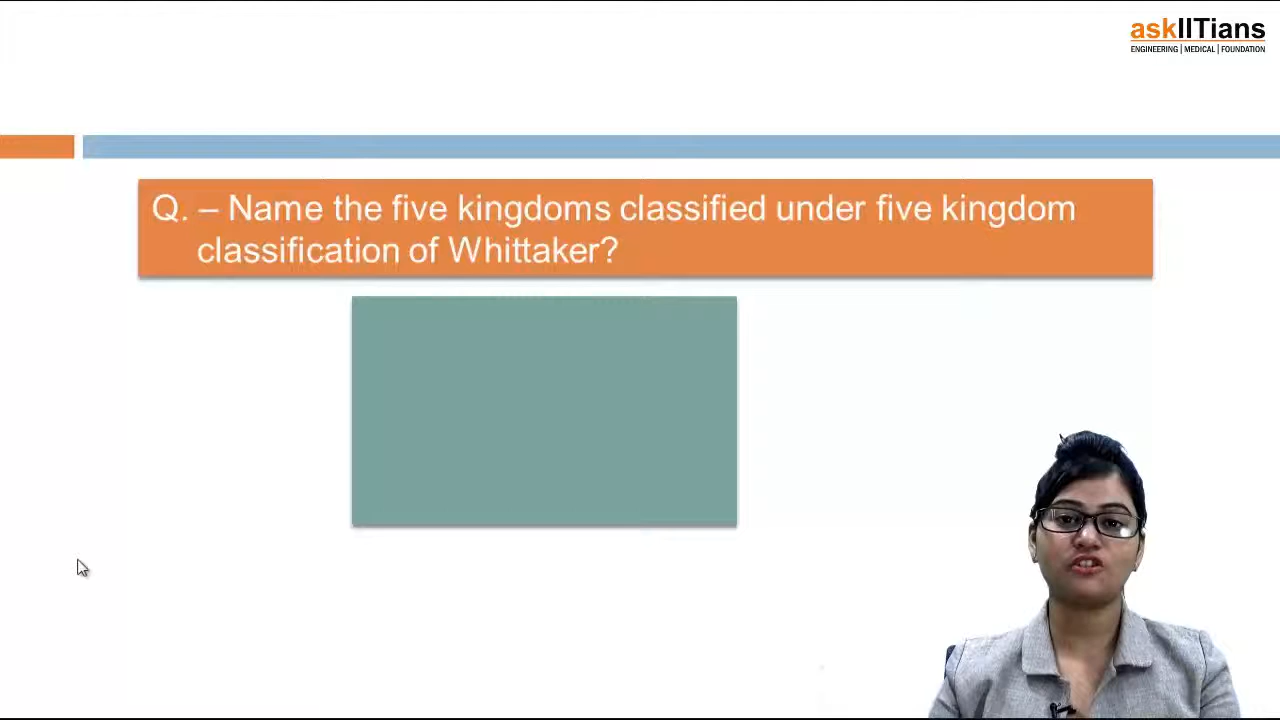 askIITians
ENGINEERING | MEDICAL | FOUNDATION
Q. – Name the five kingdoms classified under five kingdom
classification of Whittaker?